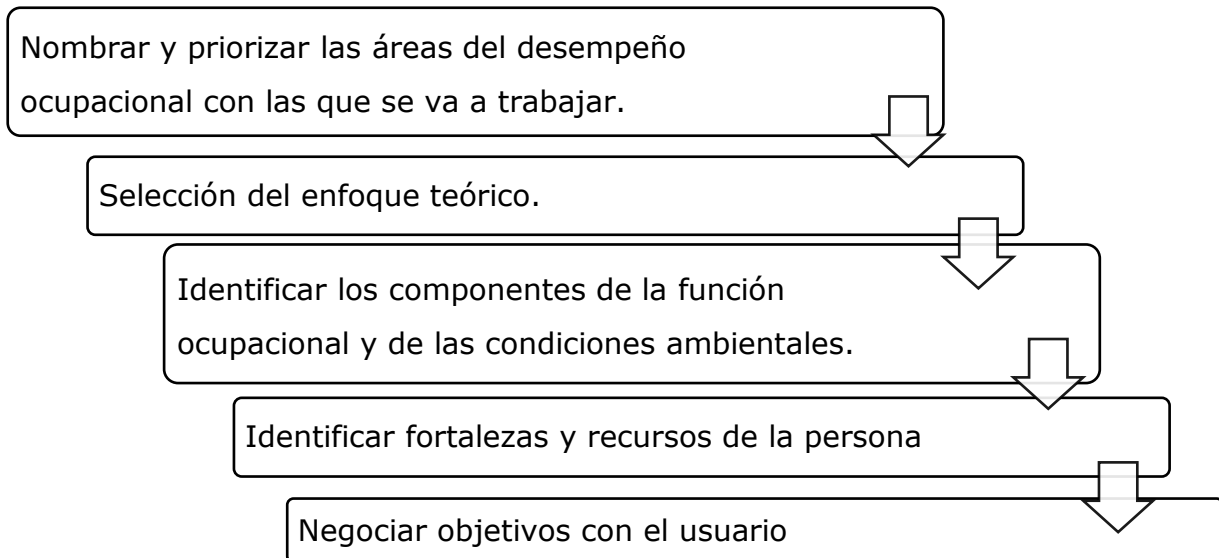 Nombrar y priorizar las áreas del desempeño
ocupacional con las que se va a trabajar.
Selección del enfoque teórico.
Identificar los componentes de la función
ocupacional y de las condiciones ambientales.
Identificar fortalezas y recursos de la persona
Negociar objetivos con el usuario